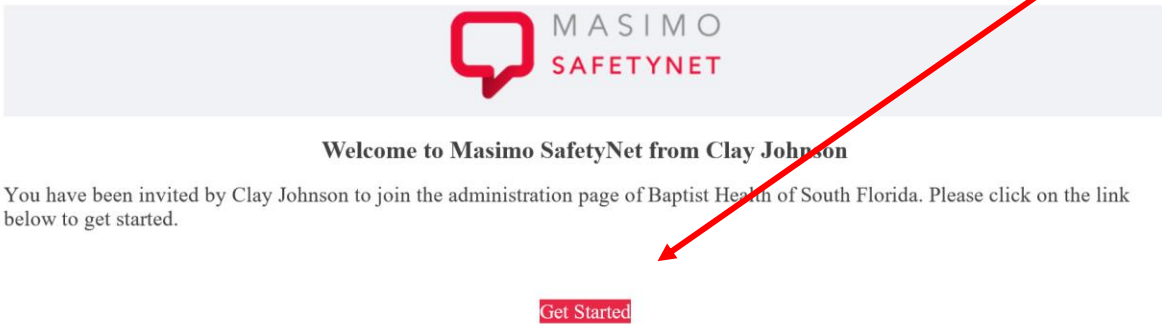 MASIMO
SAFETYNET
Welcome to Masimo SafetyNet from Clay Johnson
You have been invited by Clay Johnson to join the administration page of Baptist Health of South Florida. Please click on the link
below to get started.
Get Started